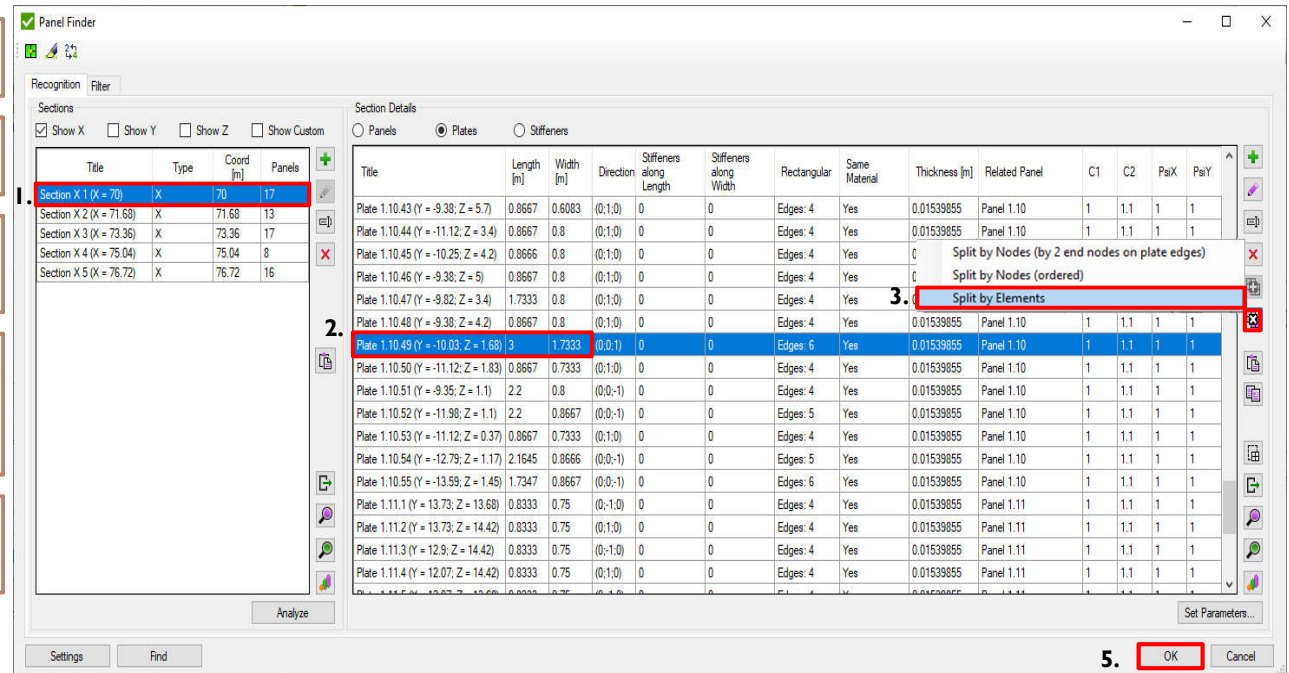 Panel Finder
Recognition Filter
Sections
Show X Show Y Show Z Show Custom
Title Type Coord [m] Panels
1. Section X 1 (X = 70) X 70 17
Section X 2 (X = 71.68) X 71.68 13
Section X 3 (X = 73.36) X 73.36 17
Section X 4 (X = 75.04) X 75.04 8
Section X 5 (X = 76.72) X 76.72 16
Analyze
Section Details
Panels Plates Stiffeners
Title Length [m] Width [m] Direction Stiffeners along Length Stiffeners along Width Rectangular Same Material Thickness [m] Related Panel C1 C2 PsiX PsiY
Plate 1.10.43 (Y = -9.38; Z = 5.7) 0.8667 0.6083 (0;1;0) 0 0 Edges: 4 Yes 0.01539855 Panel 1.10 1 1.1 1 1
Plate 1.10.44 (Y = -11.12; Z = 3.4) 0.8667 0.8 (0;1;0) 0 0 Edges: 4 Yes 0.01539855 Panel 1.10 1 1.1 1 1
Plate 1.10.45 (Y = -10.25; Z = 4.2) 0.8666 0.8 (0;1;0) 0 0 Edges: 4 Yes
Split by Nodes (by 2 end nodes on plate edges)
Plate 1.10.46 (Y = -9.38; Z = 5) 0.8667 0.8 (0;1;0) 0 0 Edges: 4 Yes
Split by Nodes (ordered)
Plate 1.10.47 (Y = -9.82; Z = 3.4) 1.7333 0.8 (0;1;0) 0 0 Edges: 4 Yes
3. Split by Elements
Plate 1.10.48 (Y = -9.38; Z = 4.2) 0.8667 0.8 (0;1;0) 0 0 Edges: 4 Yes 0.01539855 Panel 1.10 1 1.1 1 1
2. Plate 1.10.49 (Y = -10.03; Z = 1.68) 3 1.7333 (0;0;1) 0 0 Edges: 6 Yes 0.01539855 Panel 1.10 1 1.1 1 1
Plate 1.10.50 (Y = -11.12; Z = 1.83) 0.8667 0.7333 (0;1;0) 0 0 Edges: 4 Yes 0.01539855 Panel 1.10 1 1.1 1 1
Plate 1.10.51 (Y = -9.35; Z = 1.1) 2.2 0.8 (0;0;-1) 0 0 Edges: 4 Yes 0.01539855 Panel 1.10 1 1.1 1 1
Plate 1.10.52 (Y = -11.98; Z = 1.1) 2.2 0.8667 (0;0;-1) 0 0 Edges: 5 Yes 0.01539855 Panel 1.10 1 1.1 1 1
Plate 1.10.53 (Y = -11.12; Z = 0.37) 0.8667 0.7333 (0;1;0) 0 0 Edges: 4 Yes 0.01539855 Panel 1.10 1 1.1 1 1
Plate 1.10.54 (Y = -12.79; Z = 1.17) 2.1645 0.8666 (0;0;-1) 0 0 Edges: 5 Yes 0.01539855 Panel 1.10 1 1.1 1 1
Plate 1.10.55 (Y = -13.59; Z = 1.45) 1.7347 0.8667 (0;0;-1) 0 0 Edges: 6 Yes 0.01539855 Panel 1.10 1 1.1 1 1
Plate 1.11.1 (Y = 13.73; Z = 13.68) 0.8333 0.75 (0;-1;0) 0 0 Edges: 4 Yes 0.01539855 Panel 1.11 1 1.1 1 1
Plate 1.11.2 (Y = 13.73; Z = 14.42) 0.8333 0.75 (0;1;0) 0 0 Edges: 4 Yes 0.01539855 Panel 1.11 1 1.1 1 1
Plate 1.11.3 (Y = 12.9; Z = 14.42) 0.8333 0.75 (0;-1;0) 0 0 Edges: 4 Yes 0.01539855 Panel 1.11 1 1.1 1 1
Plate 1.11.4 (Y = 12.07; Z = 14.42) 0.8333 0.75 (0;1;0) 0 0 Edges: 4 Yes 0.01539855 Panel 1.11 1 1.1 1 1
Set Parameters...
Settings Find 5. OK Cancel